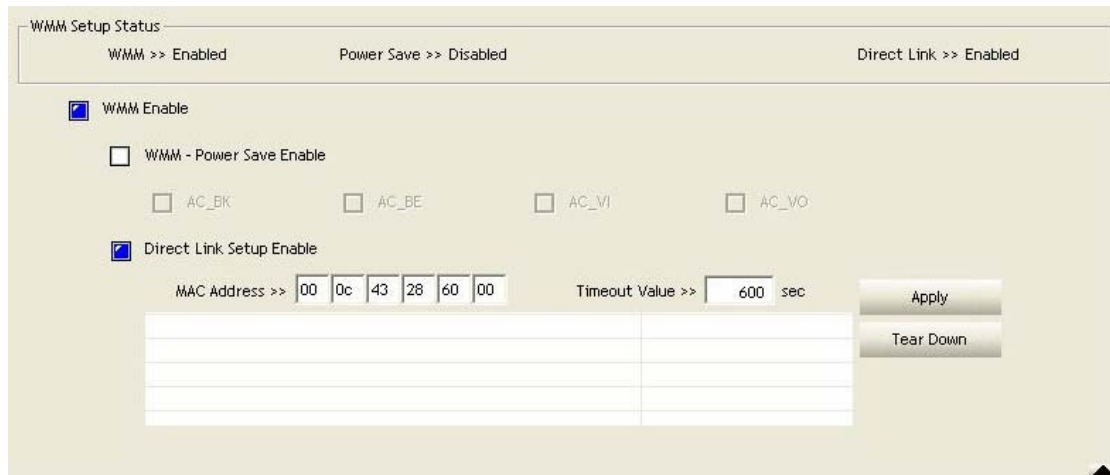 WMM Setup Status
WMM >> Enabled Power Save >> Disabled Direct Link >> Enabled
WMM Enable
WMM - Power Save Enable
AC_BK AC_BE AC_VI AC_VO
Direct Link Setup Enable
MAC Address >> 00 0c 43 28 60 00 Timeout Value >> 600 sec Apply
Tear Down